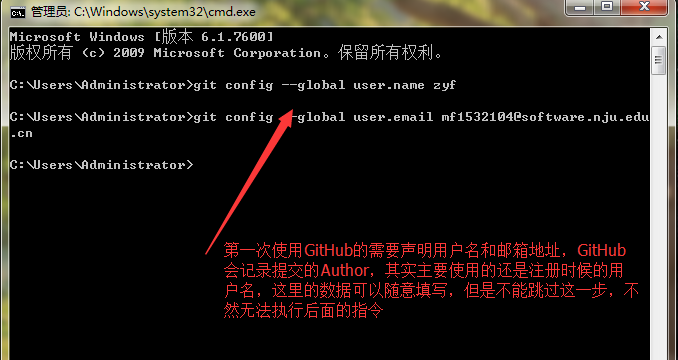 管理员: C:\Windows\system32\cmd.exe
Microsoft Windows [版本 6.1.7600]
版权所有 (c) 2009 Microsoft Corporation。保留所有权利。
C:\Users\Administrator>git config --global user.name zyf
C:\Users\Administrator>git config --global user.email mf1532104@software.nju.edu
.cn
C:\Users\Administrator>
第一次使用GitHub的需要声明用户名和邮箱地址，GitHub
会记录提交的Author，其实主要使用的还是注册时候的用
户名，这里的数据可以随意填写，但是不能跳过这一步，不
然无法执行后面的指令